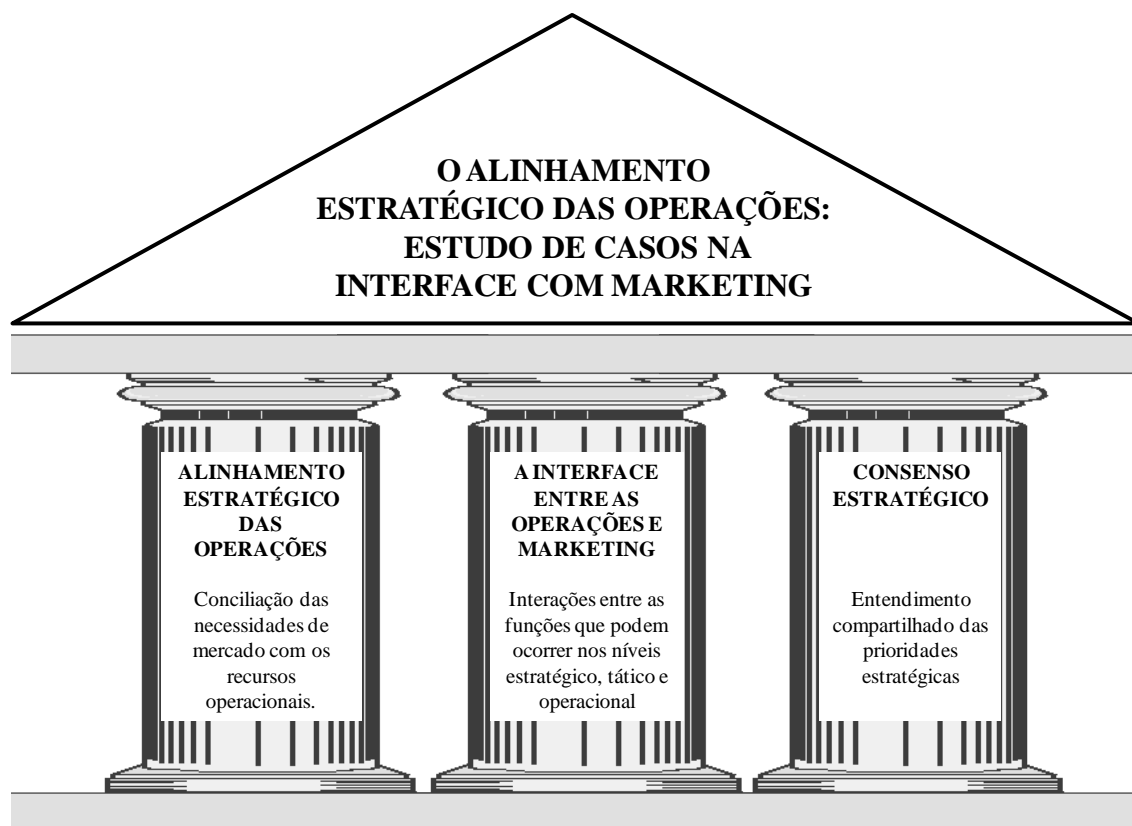 O ALINHAMENTO
ESTRATÉGICO DAS OPERAÇÕES:
ESTUDO DE CASOS NA
INTERFACE COM MARKETING
ALINHAMENTO
ESTRATÉGICO
DAS
OPERAÇÕES
Conciliação das
necessidades de
mercado com os
recursos
operacionais.
A INTERFACE
ENTRE AS
OPERAÇÕES E
MARKETING
Interações entre as
funções que podem
ocorrer nos níveis
estratégico, tático e
operacional
CONSENSO
ESTRATÉGICO
Entendimento
compartilhado das
prioridades
estratégicas